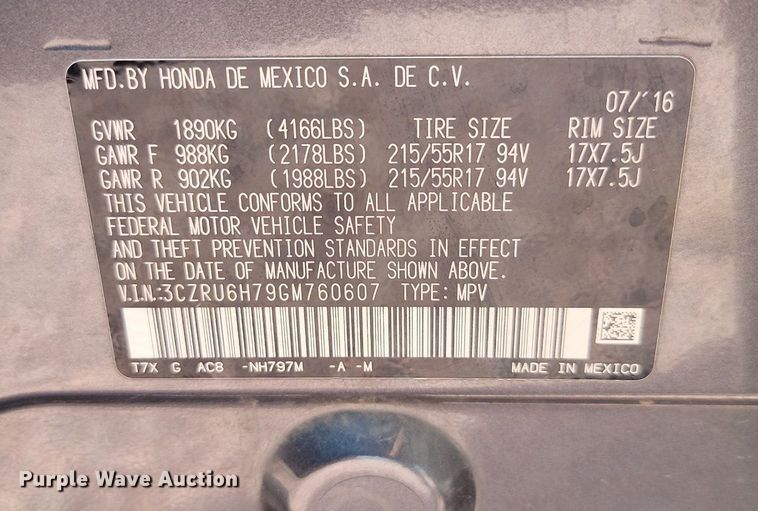 MFD.BY HONDA DE MEXICO S.A. DE C.V.
07/'16
GVWR 1890KG (4166LBS) TIRE SIZE RIM SIZE
GAWR F 988KG (2178LBS) 215/55R17 94V 17X7.5J
GAWR R 902KG (1988LBS) 215/55R17 94V 17X7.5J
THIS VEHICLE CONFORMS TO ALL APPLICABLE
FEDERAL MOTOR VEHICLE SAFETY
AND THEFT PREVENTION STANDARDS IN EFFECT
ON THE DATE OF MANUFACTURE SHOWN ABOVE.
V.I.N.:3CZRU6H79GM760607 TYPE: MPV
T7X G AC8 -NH797M -A -M MADE IN MEXICO
Purple Wave Auction